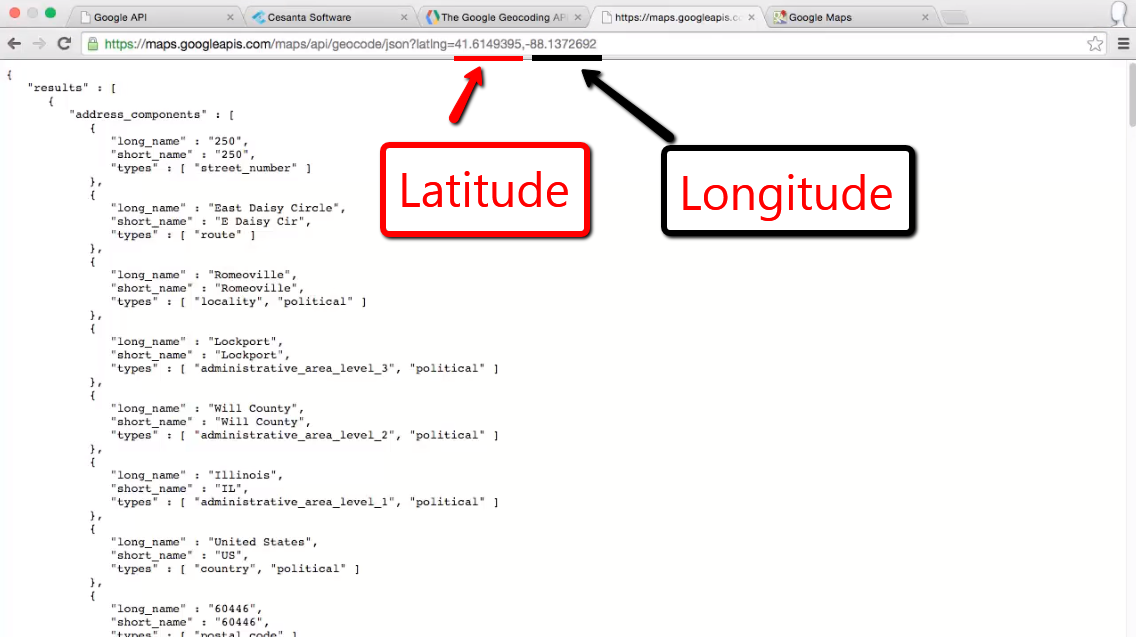 Google API
Cesanta Software
The Google Geocoding AP
https://maps.googleapis.co
Google Maps
https://maps.googleapis.com/maps/api/geocode/json?latlng=41.6149395,-88.1372692
{
"results" : [
{
"address_components" : [
{
"long_name" : "250",
"short_name" : "250",
"types" : [ "street_number" ]
},
{
"long_name" : "East Daisy Circle",
"short_name" : "E Daisy Cir",
"types" : [ "route" ]
},
{
"long_name" : "Romeoville",
"short_name" : "Romeoville",
"types" : [ "locality", "political" ]
},
{
"long_name" : "Lockport",
"short_name" : "Lockport",
"types" : [ "administrative_area_level_3", "political" ]
},
{
"long_name" : "Will County",
"short_name" : "Will County",
"types" : [ "administrative_area_level_2", "political" ]
},
{
"long_name" : "Illinois",
"short_name" : "IL",
"types" : [ "administrative_area_level_1", "political" ]
},
{
"long_name" : "United States",
"short_name" : "US",
"types" : [ "country", "political" ]
},
{
"long_name" : "60446",
"short_name" : "60446",
"types" : [ "postal_code" ]
Latitude
Longitude